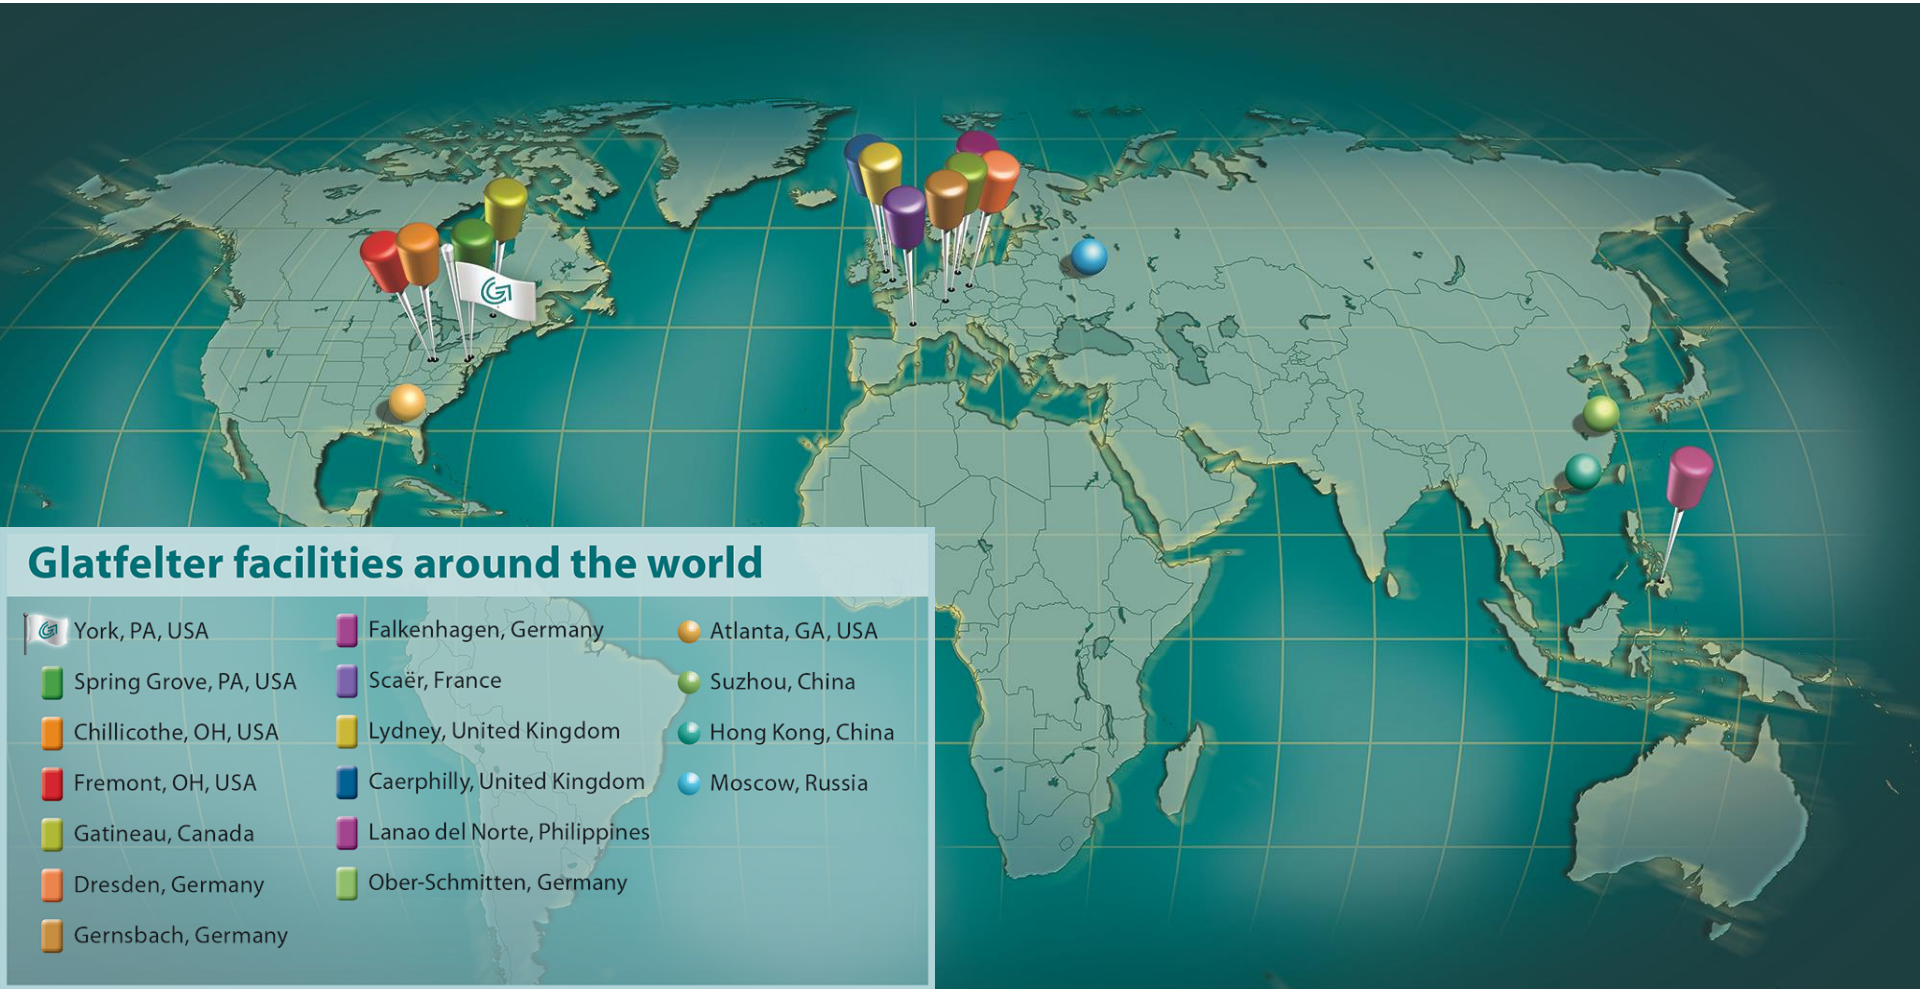 Glatfelter facilities around the world
York, PA, USA
Spring Grove, PA, USA
Chillicothe, OH, USA
Fremont, OH, USA
Gatineau, Canada
Dresden, Germany
Gernsbach, Germany
Falkenhagen, Germany
Scaër, France
Lydney, United Kingdom
Caerphilly, United Kingdom
Lanao del Norte, Philippines
Ober-Schmitten, Germany
Atlanta, GA, USA
Suzhou, China
Hong Kong, China
Moscow, Russia